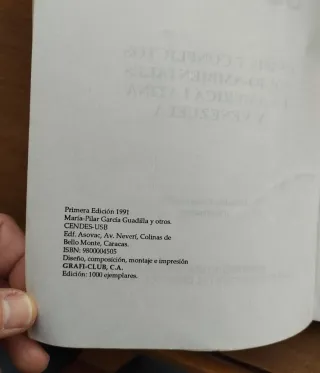 Primera Edición 1991
María-Pilar García Guadilla y otros.
CENDES-USB
Edf. Asovac, Av. Neverí, Colinas de
Bello Monte, Caracas.
ISBN: 9800004505
Diseño, composición, montaje e impresión
GRAFI-CLUB, C.A.
Edición: 1000 ejemplares.